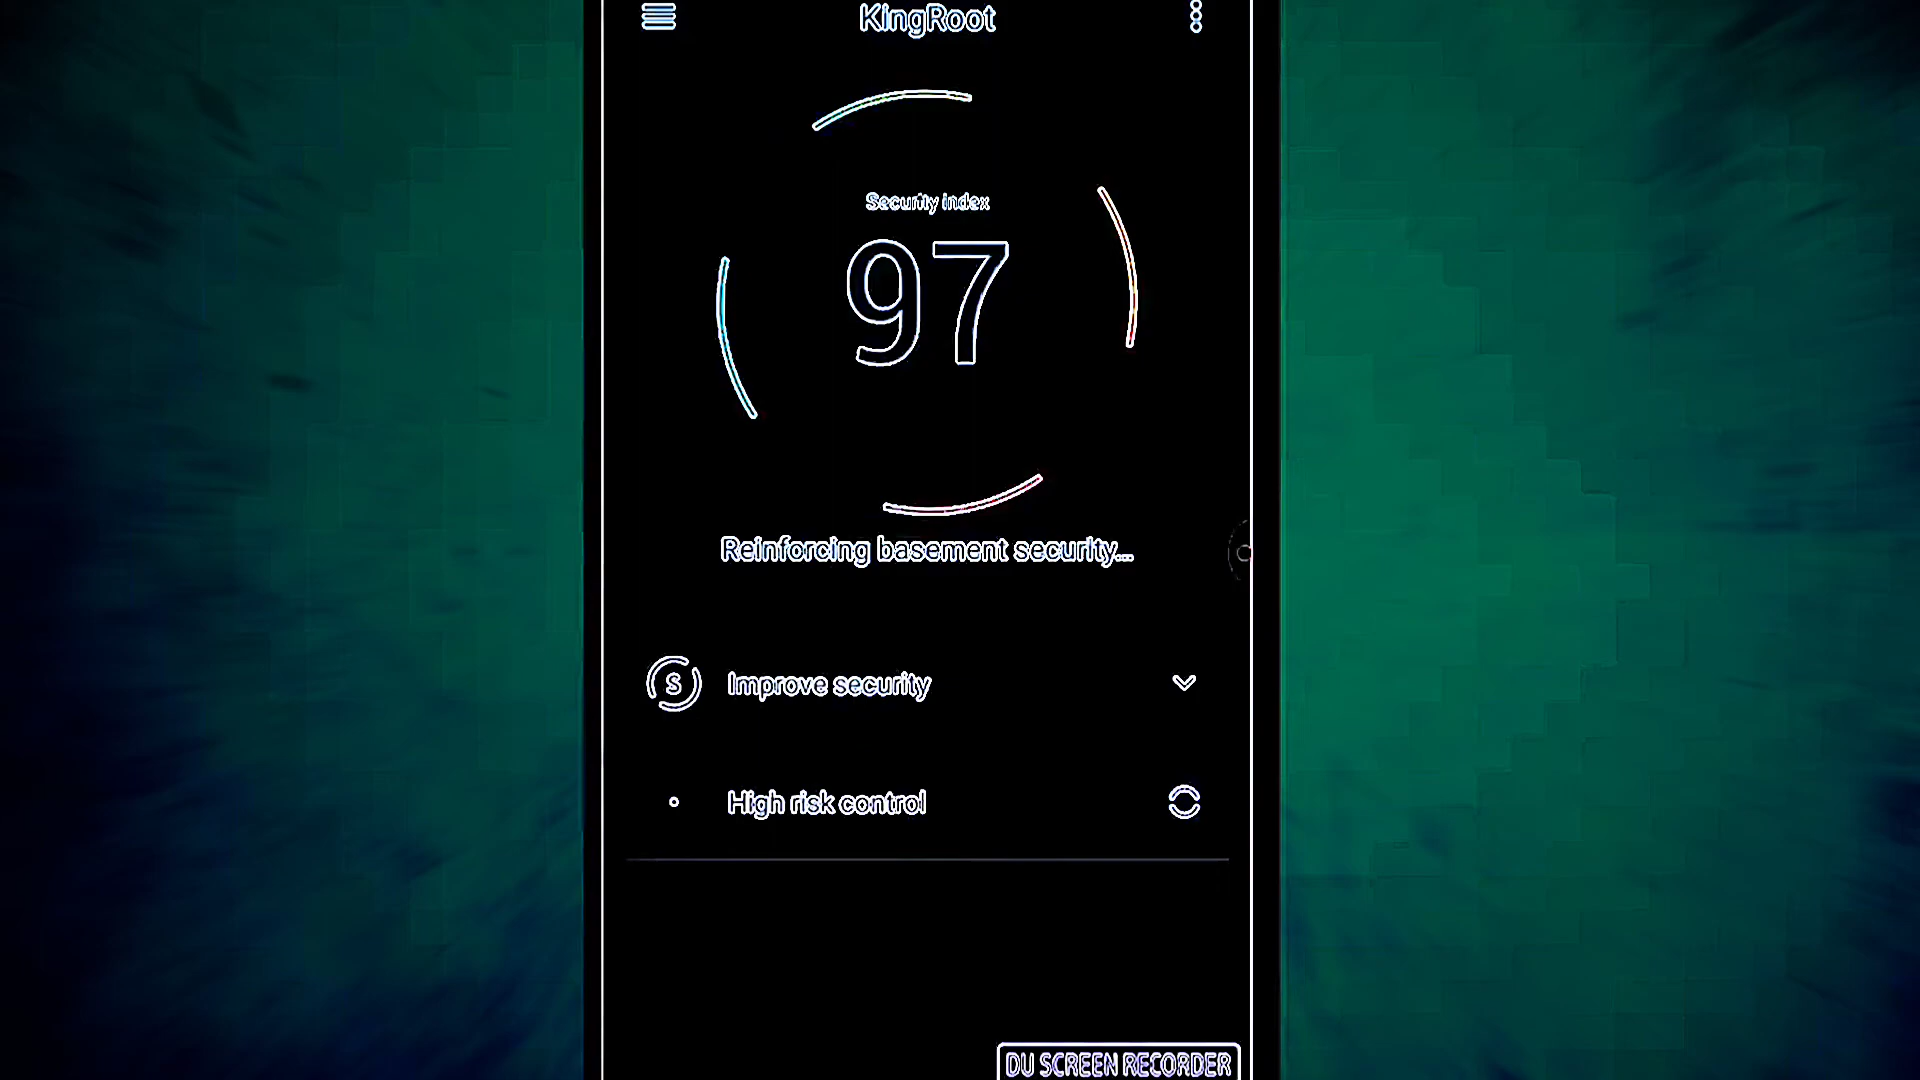 KingRoot
Security index
97
Reinforcing basement security...
S
Improve security
High risk control
DU SCREEN RECORDER